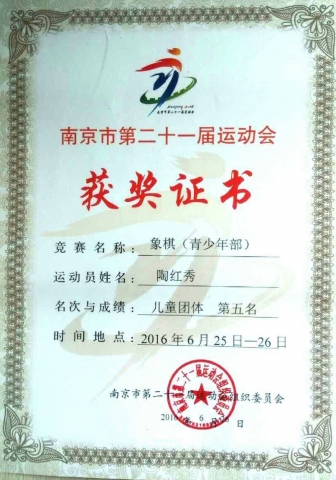 南京市第二十一届运动会
获奖证书
竞赛名称：象棋（青少年部）
运动员姓名：陶红秀
名次与成绩：儿童团体 第五名
时间地点：2016年6月25日—26日
南京市第二十一届运动会组织委员会